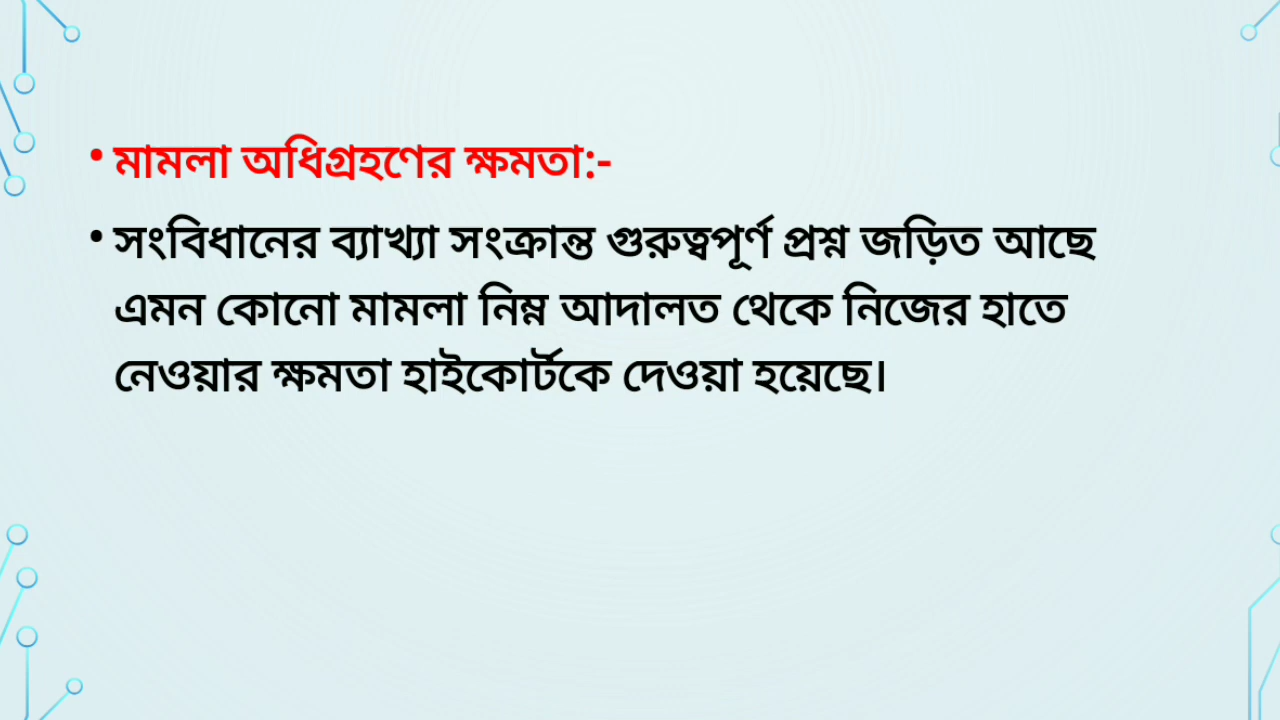 • মামলা অধিগ্রহণের ক্ষমতা:-
• সংবিধানের ব্যাখ্যা সংক্রান্ত গুরুত্বপূর্ণ প্রশ্ন জড়িত আছে
এমন কোনো মামলা নিম্ন আদালত থেকে নিজের হাতে
নেওয়ার ক্ষমতা হাইকোর্টকে দেওয়া হয়েছে।